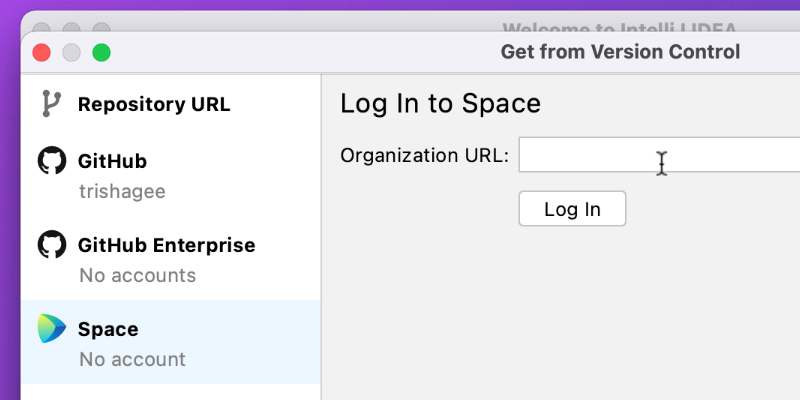 Welcome to IntelliJ IDEA
Get from Version Control
Repository URL
GitHub
trishagee
GitHub Enterprise
No accounts
Space
No account
Log In to Space
Organization URL:
Log In